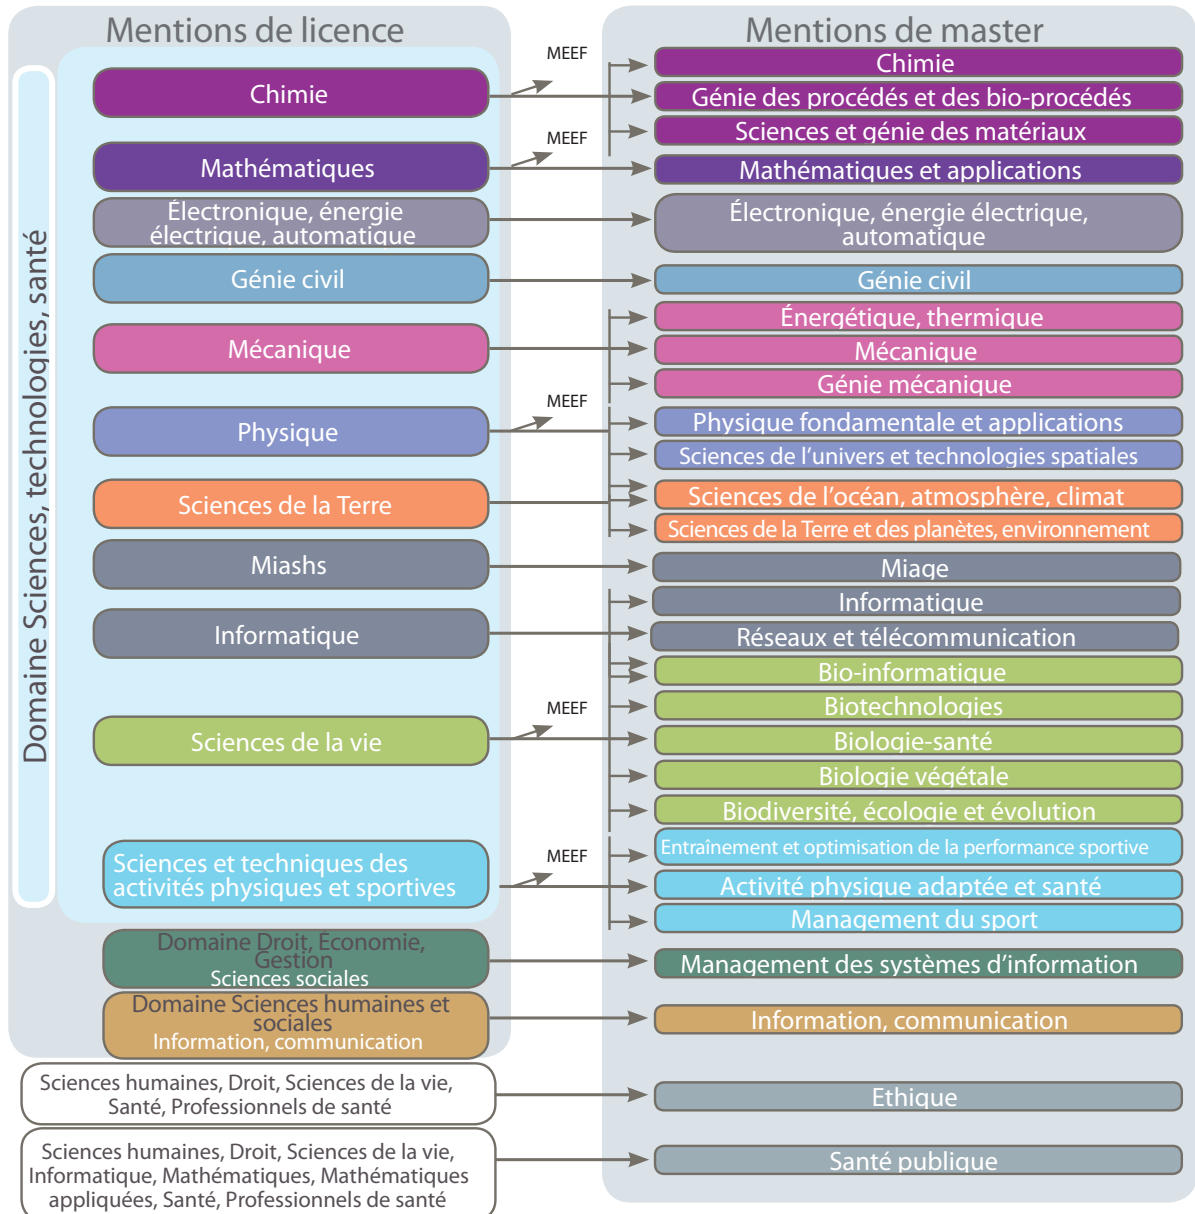 Mentions de licence
Mentions de master
Domaine Sciences, technologies, santé
Chimie
MEEF
Chimie
Génie des procédés et des bio-procédés
Sciences et génie des matériaux
Mathématiques
MEEF
Mathématiques et applications
Électronique, énergie
électrique, automatique
Électronique, énergie électrique,
automatique
Génie civil
Génie civil
Mécanique
Énergétique, thermique
Mécanique
Génie mécanique
Physique
MEEF
Physique fondamentale et applications
Sciences de l'univers et technologies spatiales
Sciences de la Terre
Sciences de l'océan, atmosphère, climat
Sciences de la Terre et des planètes, environnement
Miashs
Miage
Informatique
Informatique
Réseaux et télécommunication
Bio-informatique
Sciences de la vie
MEEF
Biotechnologies
Biologie-santé
Biologie végétale
Biodiversité, écologie et évolution
Sciences et techniques des
activités physiques et sportives
MEEF
Entraînement et optimisation de la performance sportive
Activité physique adaptée et santé
Management du sport
Domaine Droit, Économie,
Gestion
Sciences sociales
Management des systèmes d'information
Domaine Sciences humaines et
sociales
Information, communication
Information, communication
Sciences humaines, Droit, Sciences de la vie,
Santé, Professionnels de santé
Ethique
Sciences humaines, Droit, Sciences de la vie,
Informatique, Mathématiques, Mathématiques
appliquées, Santé, Professionnels de santé
Santé publique